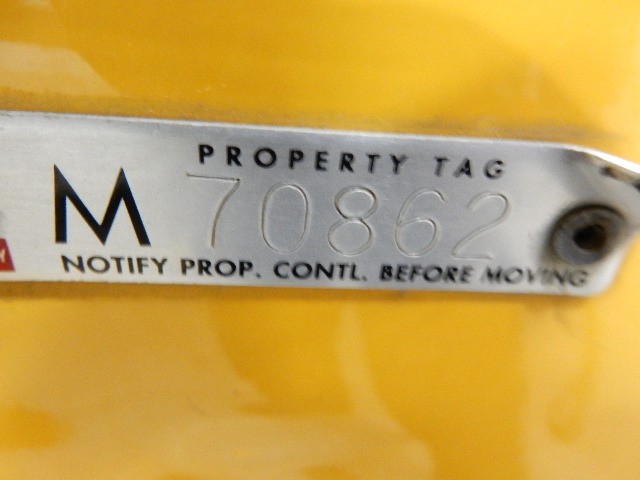 PROPERTY TAG
M 70862
NOTIFY PROP. CONTL. BEFORE MOVING